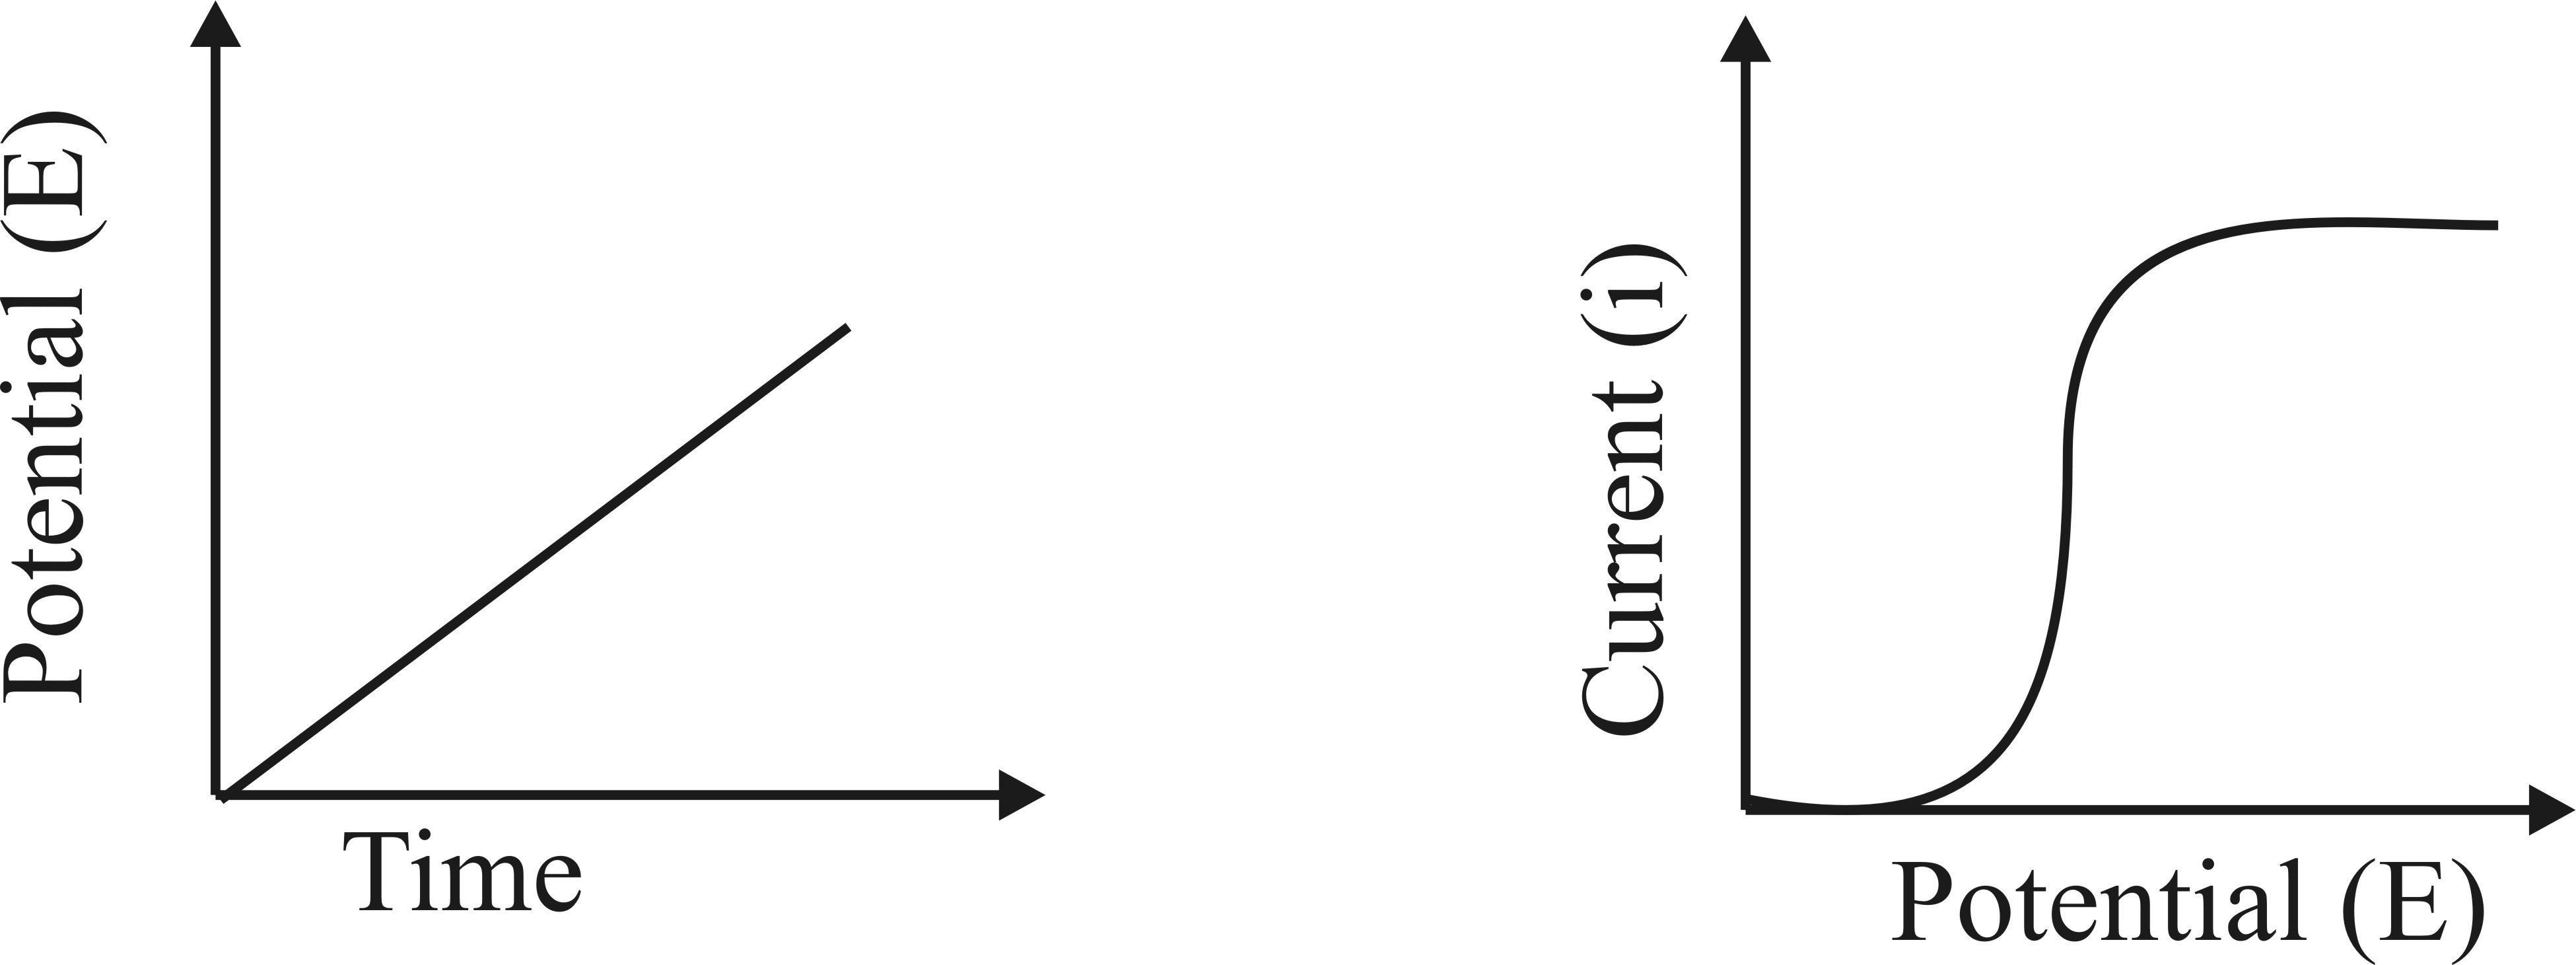 Potential (E)
Time
Current (i)
Potential (E)